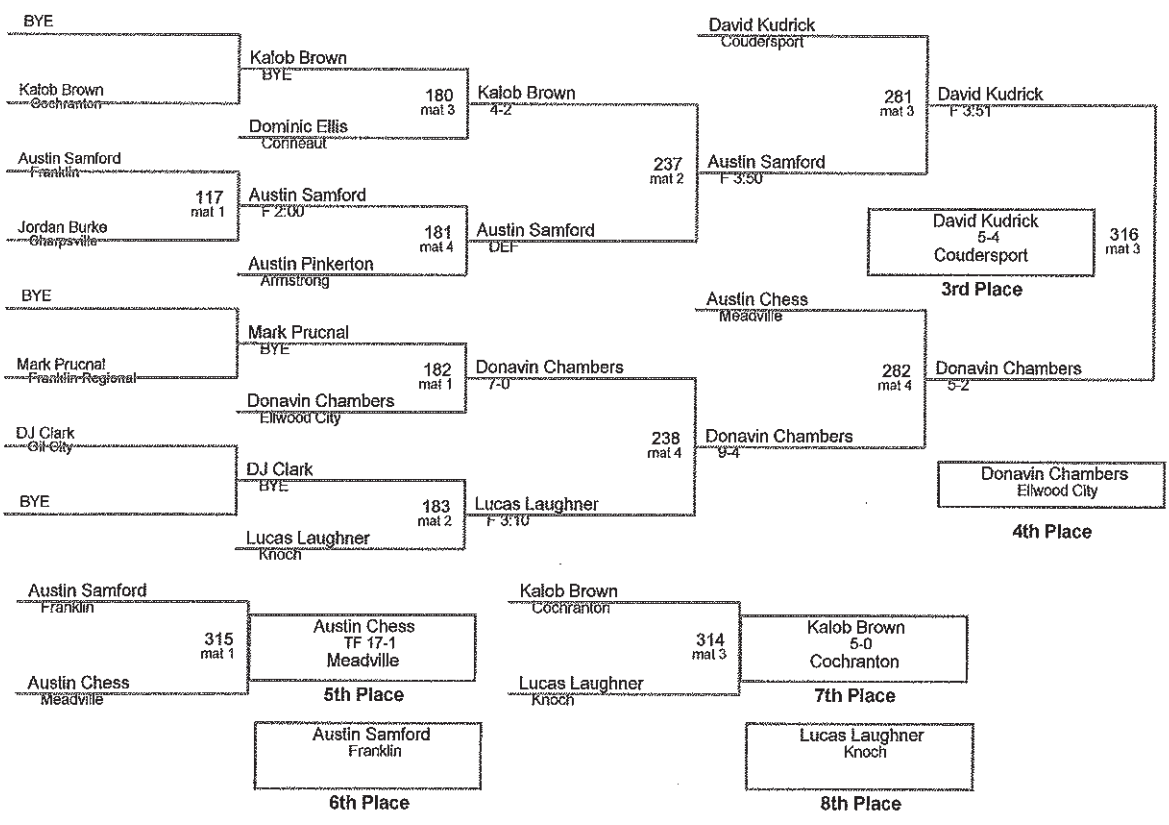 BYE
Kalob Brown
Cochranton
Kalob Brown
BYE
180
mat 3
Dominic Ellis
Conneaut
Kalob Brown
4-2
Austin Samford
Franklin
117
mat 1
Jordan Burke
Sharpsville
Austin Samford
F 2:00
181
mat 4
Austin Pinkerton
Armstrong
Austin Samford
DEF
237
mat 2
Austin Samford
F 3:50
David Kudrick
Coudersport
281
mat 3
David Kudrick
F 3:51
BYE
Mark Prucnal
Franklin Regional
Mark Prucnal
BYE
182
mat 1
Donavin Chambers
Ellwood City
Donavin Chambers
7-0
DJ Clark
Oil City
BYE
DJ Clark
BYE
183
mat 2
Lucas Laughner
Knoch
Lucas Laughner
F 3:10
238
mat 4
Donavin Chambers
9-4
Austin Chess
Meadville
282
mat 4
Donavin Chambers
5-2
316
mat 3
David Kudrick
5-4
Coudersport
3rd Place
Donavin Chambers
Ellwood City
4th Place
Austin Samford
Franklin
315
mat 1
Austin Chess
Meadville
Austin Chess
TF 17-1
Meadville
5th Place
Austin Samford
Franklin
6th Place
Kalob Brown
Cochranton
314
mat 3
Lucas Laughner
Knoch
Kalob Brown
5-0
Cochranton
7th Place
Lucas Laughner
Knoch
8th Place